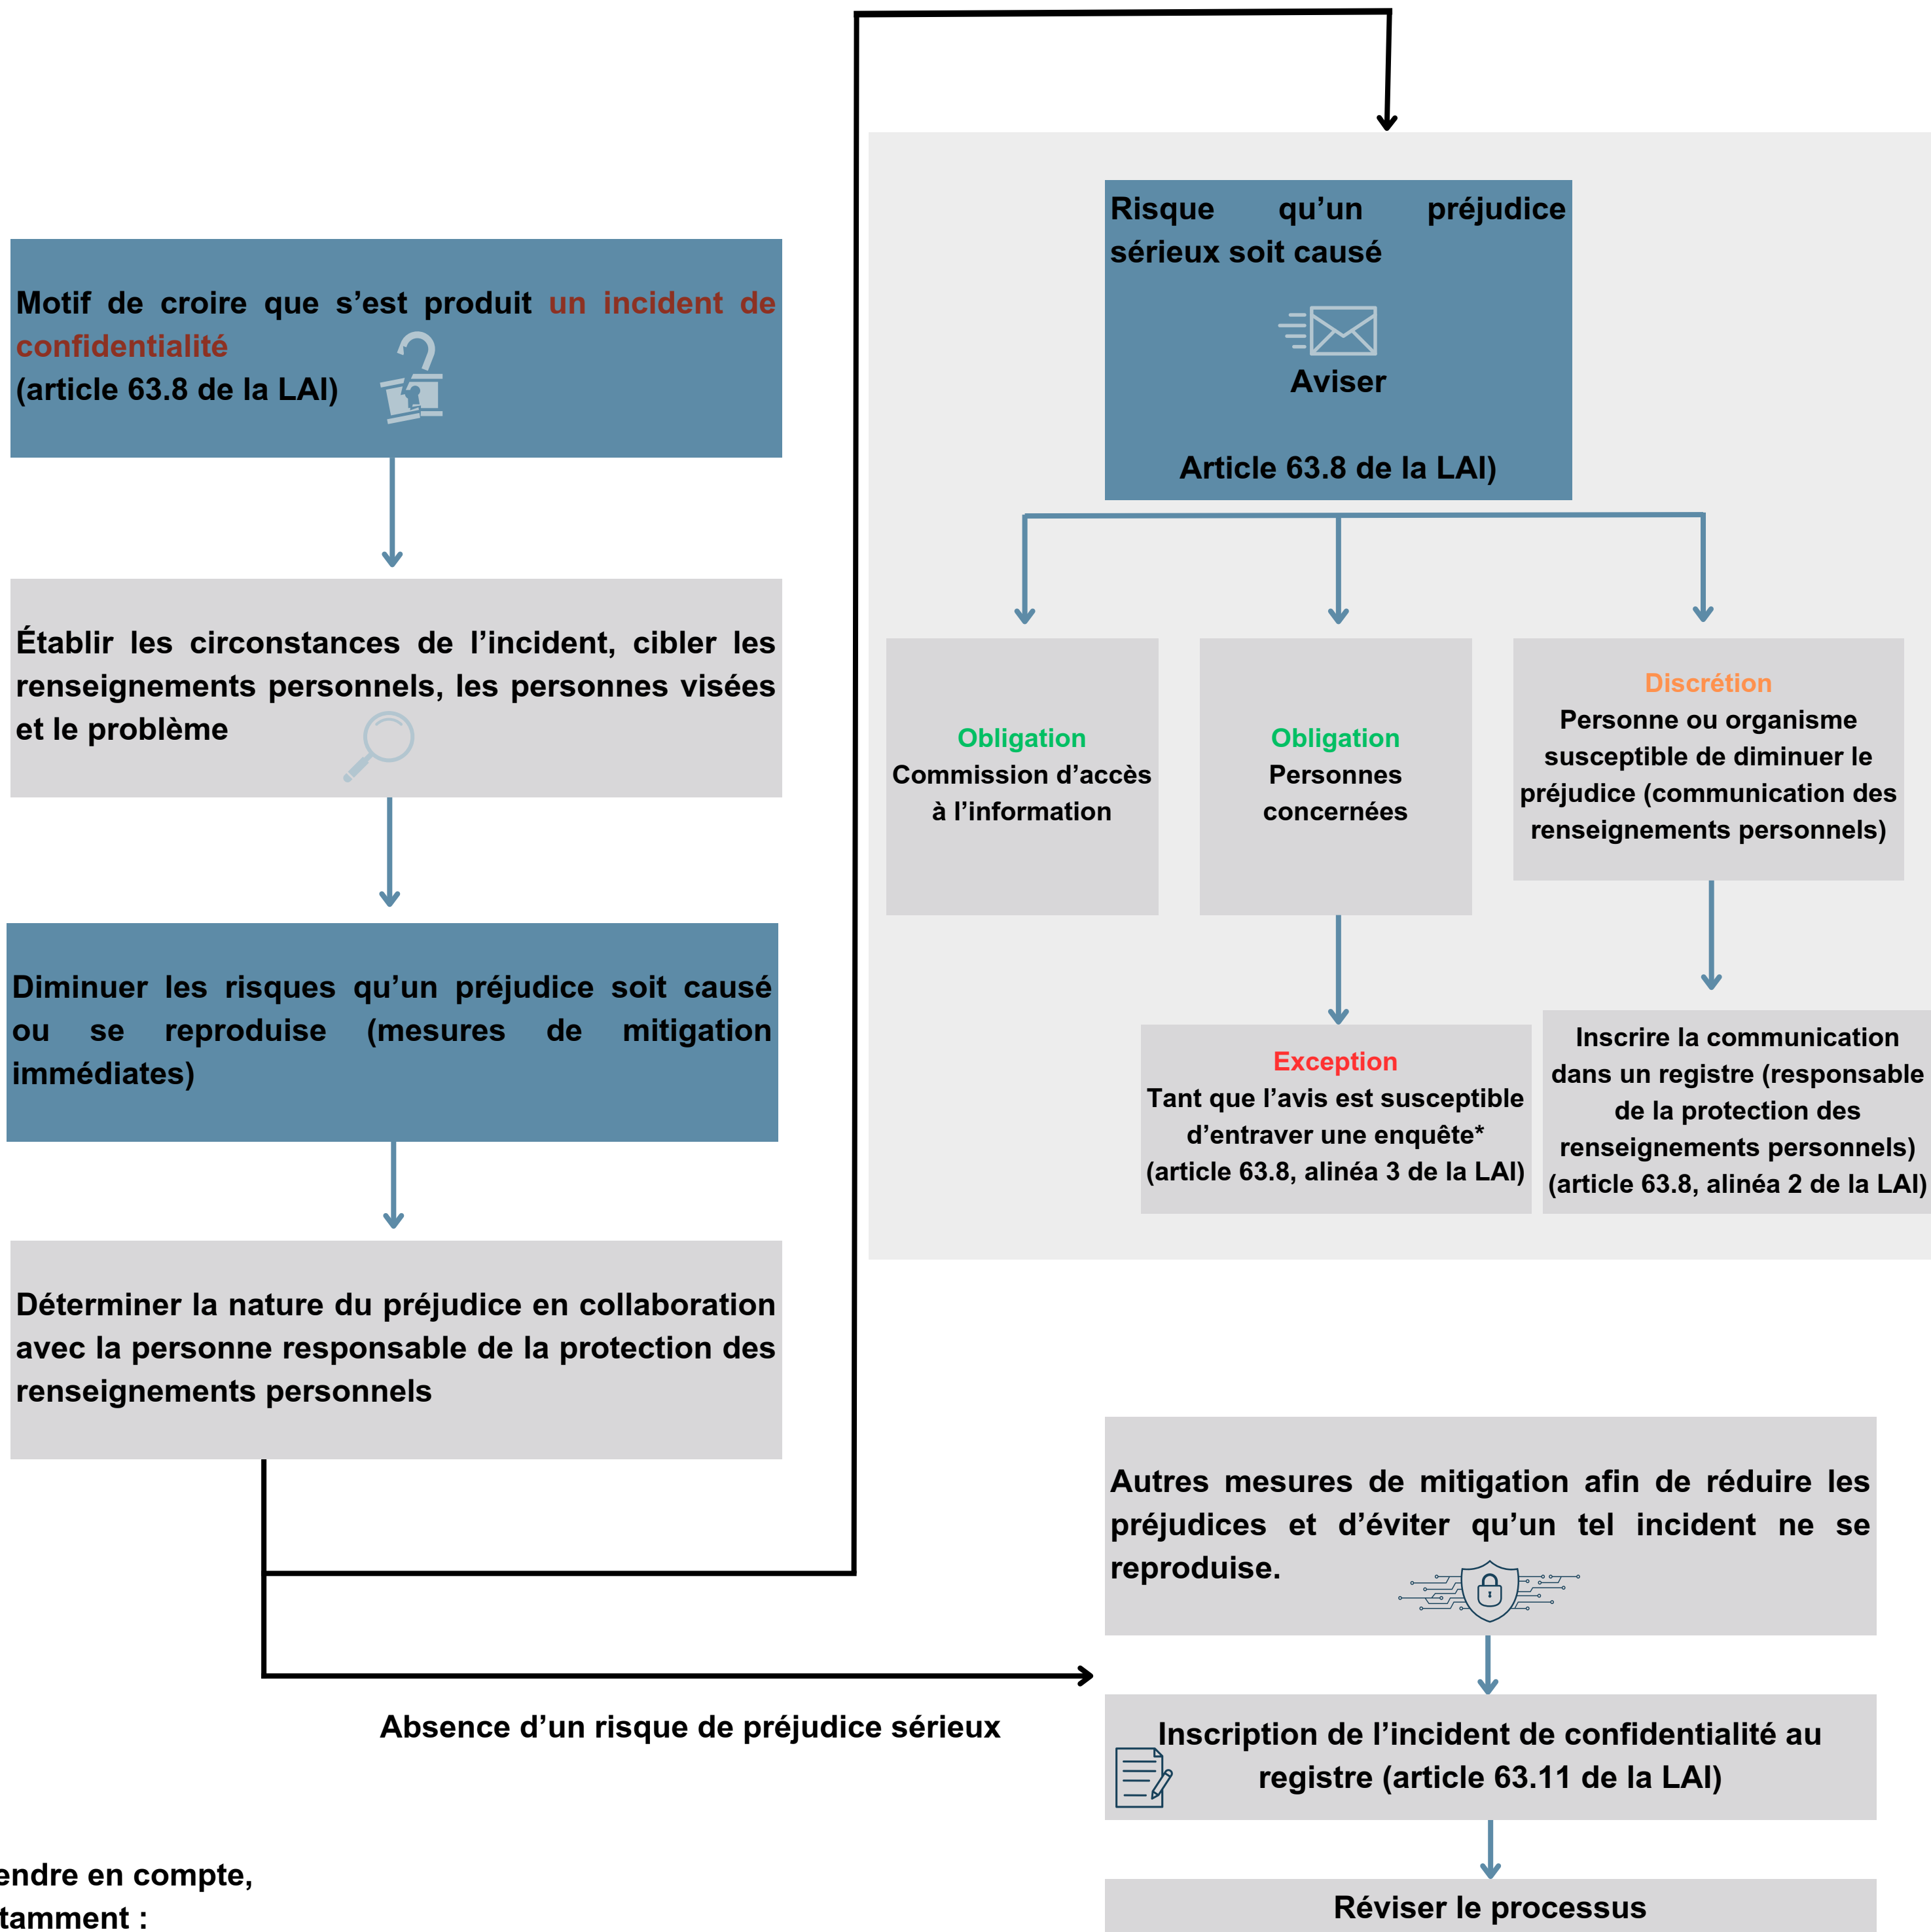 Motif de croire que s’est produit un incident de
confidentialité
(article 63.8 de la LAI)
Établir les circonstances de l’incident, cibler les
renseignements personnels, les personnes visées
et le problème
Diminuer les risques qu’un préjudice soit causé
ou se reproduise (mesures de mitigation
immédiates)
Déterminer la nature du préjudice en collaboration
avec la personne responsable de la protection des
renseignements personnels
Risque qu’un préjudice
sérieux soit causé
Aviser
Article 63.8 de la LAI)
Obligation
Commission d’accès
à l’information
Obligation
Personnes
concernées
Discrétion
Personne ou organisme
susceptible de diminuer le
préjudice (communication des
renseignements personnels)
Exception
Tant que l’avis est susceptible
d’entraver une enquête*
(article 63.8, alinéa 3 de la LAI)
Inscrire la communication
dans un registre (responsable
de la protection des
renseignements personnels)
(article 63.8, alinéa 2 de la LAI)
Absence d’un risque de préjudice sérieux
Autres mesures de mitigation afin de réduire les
préjudices et d’éviter qu’un tel incident ne se
reproduise.
Inscription de l’incident de confidentialité au
registre (article 63.11 de la LAI)
Réviser le processus
endre en compte,
tamment :